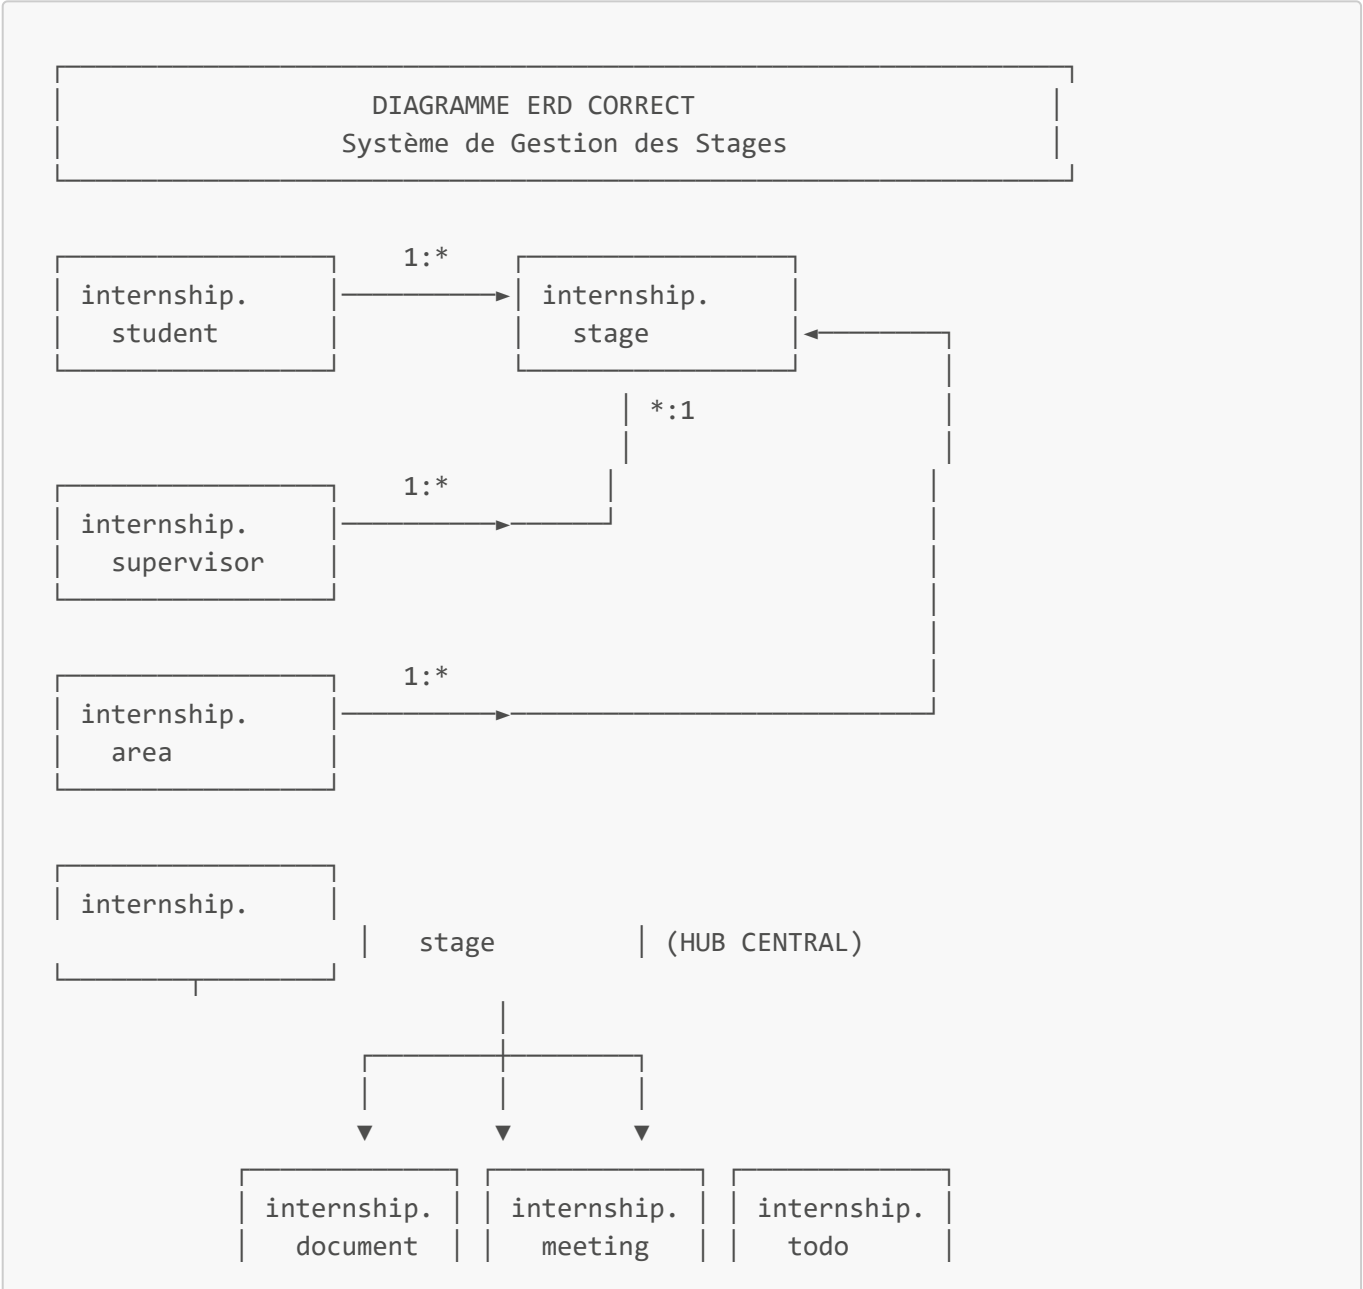 DIAGRAMME ERD CORRECT
Système de Gestion des Stages
1:*
internship. internship.
student stage
*:1
1:*
internship.
supervisor
1:*
internship.
area
internship.
stage (HUB CENTRAL)
internship. internship. internship.
document meeting todo